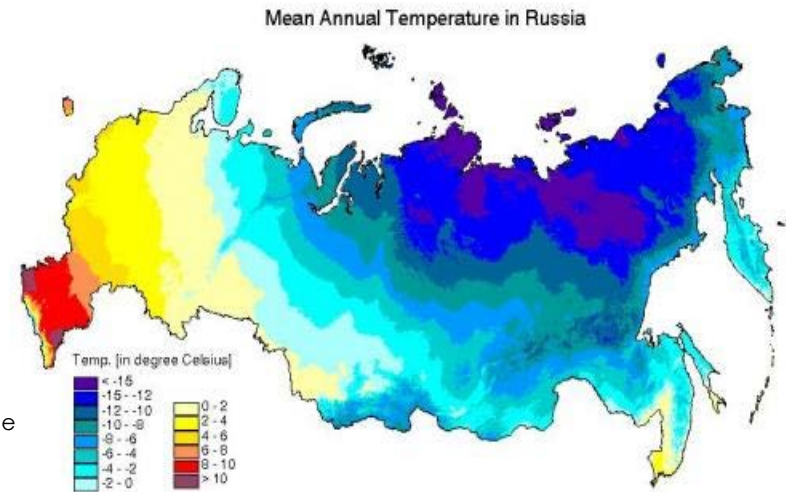 Mean Annual Temperature in Russia
Temp. [in degree Celsius]
< -15
-15 - -12
-12 - -10
-10 - -8
-8 - -6
-6 - -4
-4 - -2
-2 - 0
0 - 2
2 - 4
4 - 6
6 - 8
8 - 10
> 10
e